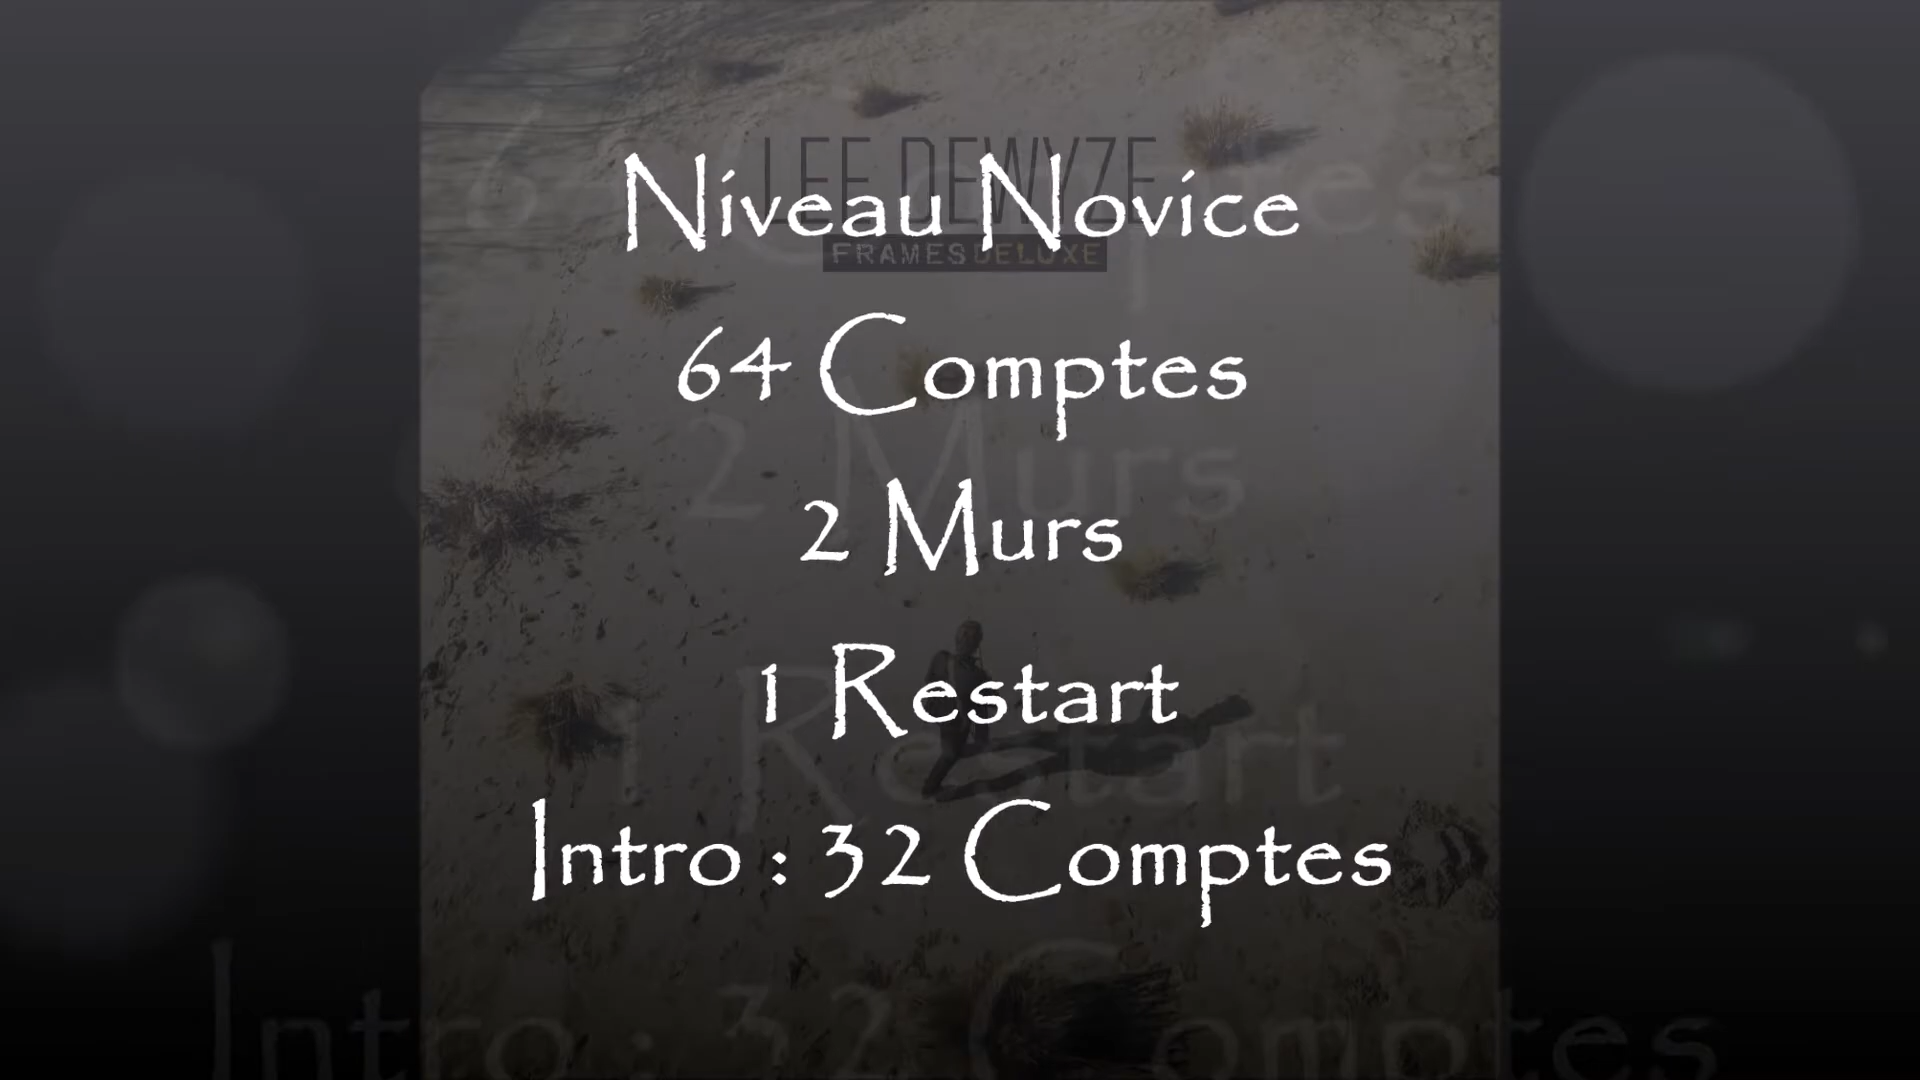 LEE DEWYZE
Niveau Novice
FRAMES DELUXE
64 Comptes
2 Murs
1 Restart
Intro : 32 Comptes